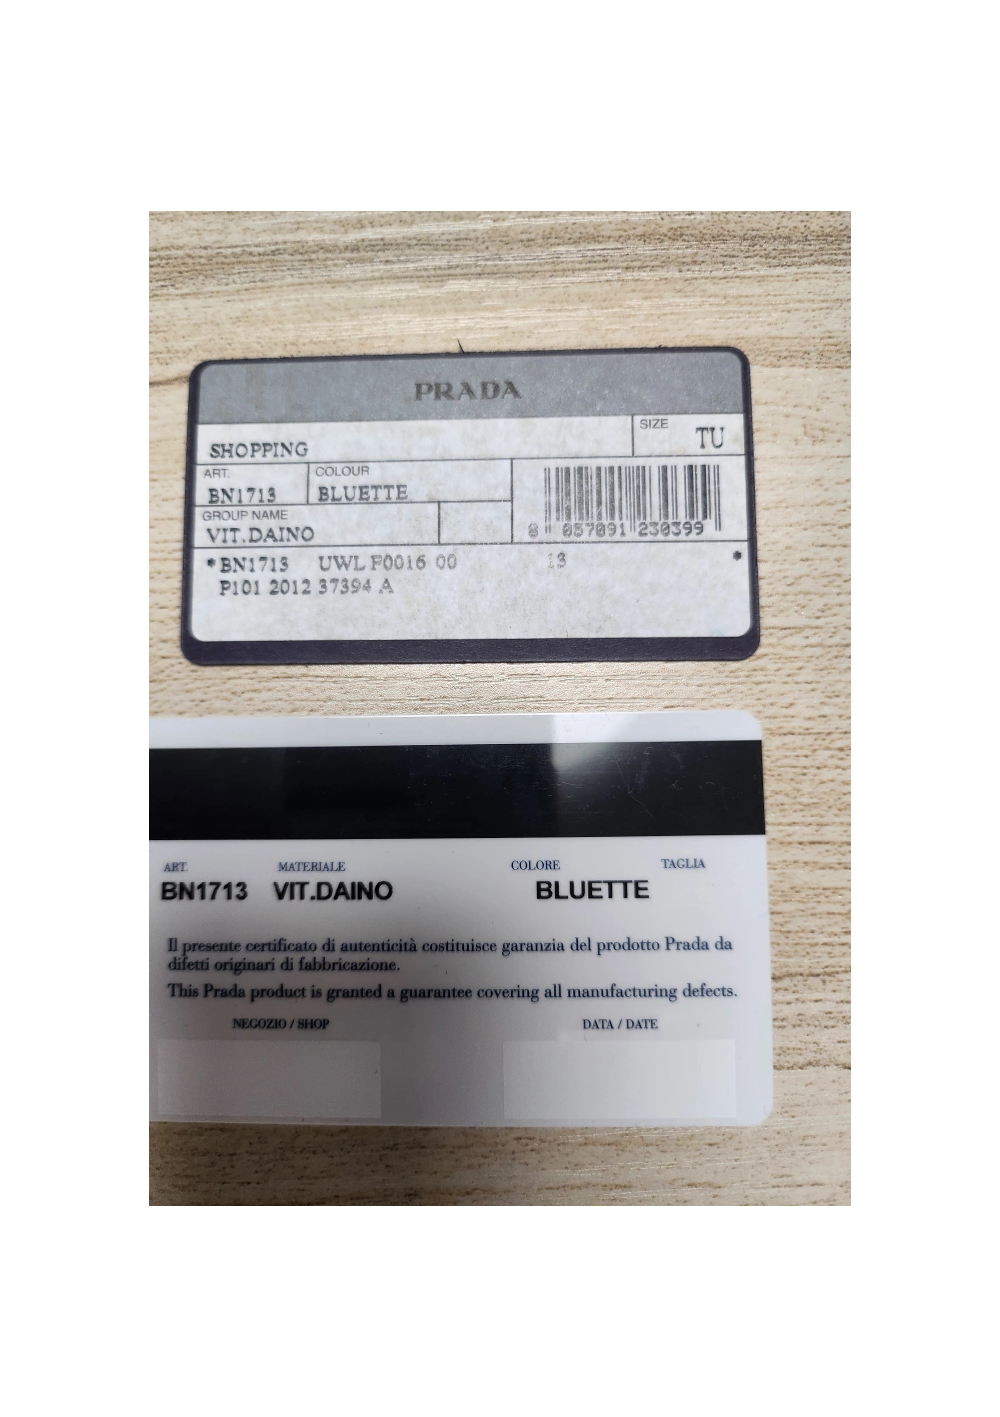 PRADA
SHOPPING
SIZE TU
ART. BN1713
COLOUR BLUETTE
GROUP NAME
VIT.DAINO
8 057091 230399
*BN1713 UWL F0016 00 13 *
P101 2012 37394 A
ART. MATERIALE COLORE TAGLIA
BN1713 VIT.DAINO BLUETTE
Il presente certificato di autenticità costituisce garanzia del prodotto Prada da
difetti originari di fabbricazione.
This Prada product is granted a guarantee covering all manufacturing defects.
NEGOZIO / SHOP DATA / DATE